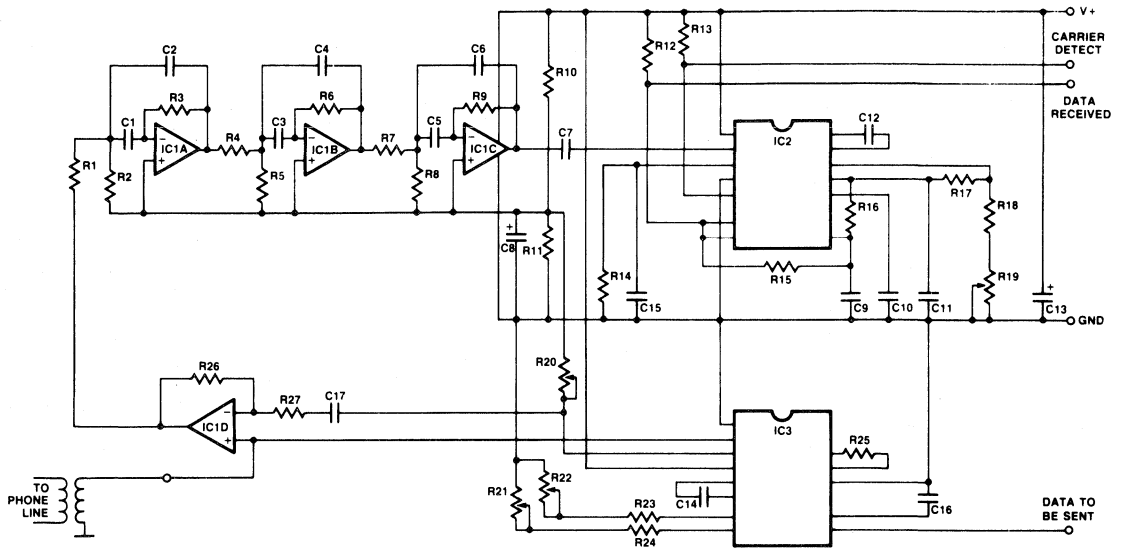 V+
CARRIER
DETECT
DATA
RECEIVED
C2
C4
C6
R10
R12
R13
R3
R6
R9
C1
C3
C5
C7
C12
IC1A
IC1B
IC1C
IC2
R1
R2
R4
R5
R7
R8
R17
R16
R18
+
C8
R11
R14
C15
R15
C9
C10
C11
R19
+
C13
GND
R20
R26
R27
C17
IC1D
IC3
R25
TO
PHONE
LINE
R21
R22
C14
R23
R24
C16
DATA TO
BE SENT